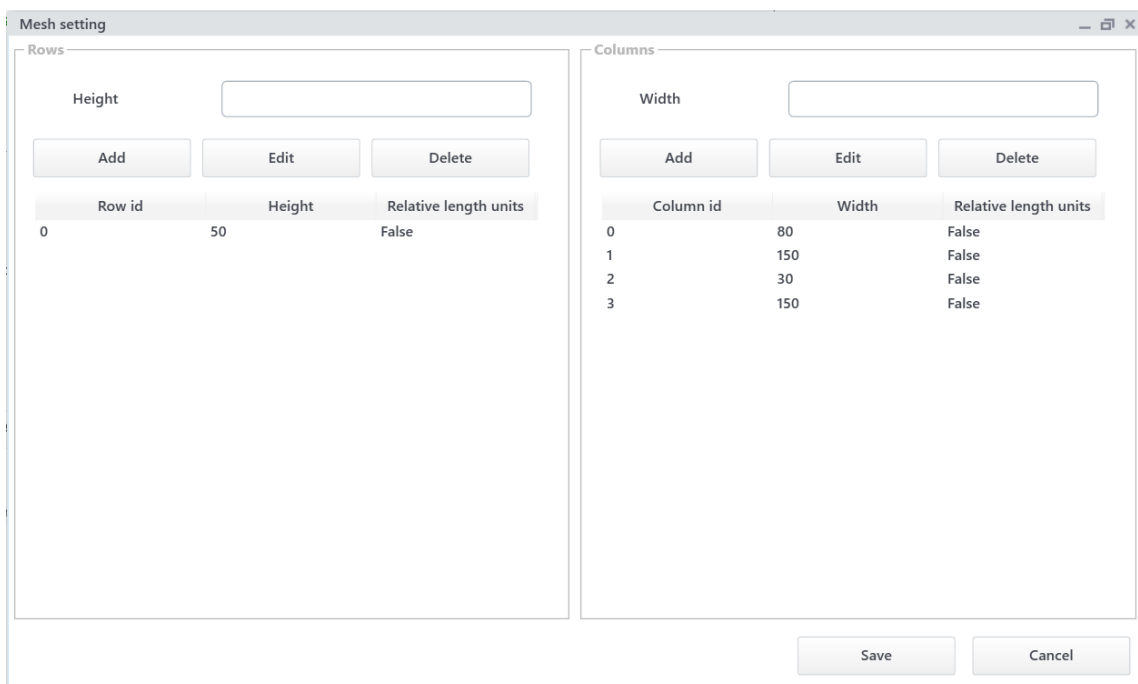 Mesh setting
Rows
Height
Add Edit Delete
Row id Height Relative length units
0 50 False
Columns
Width
Add Edit Delete
Column id Width Relative length units
0 80 False
1 150 False
2 30 False
3 150 False
Save Cancel